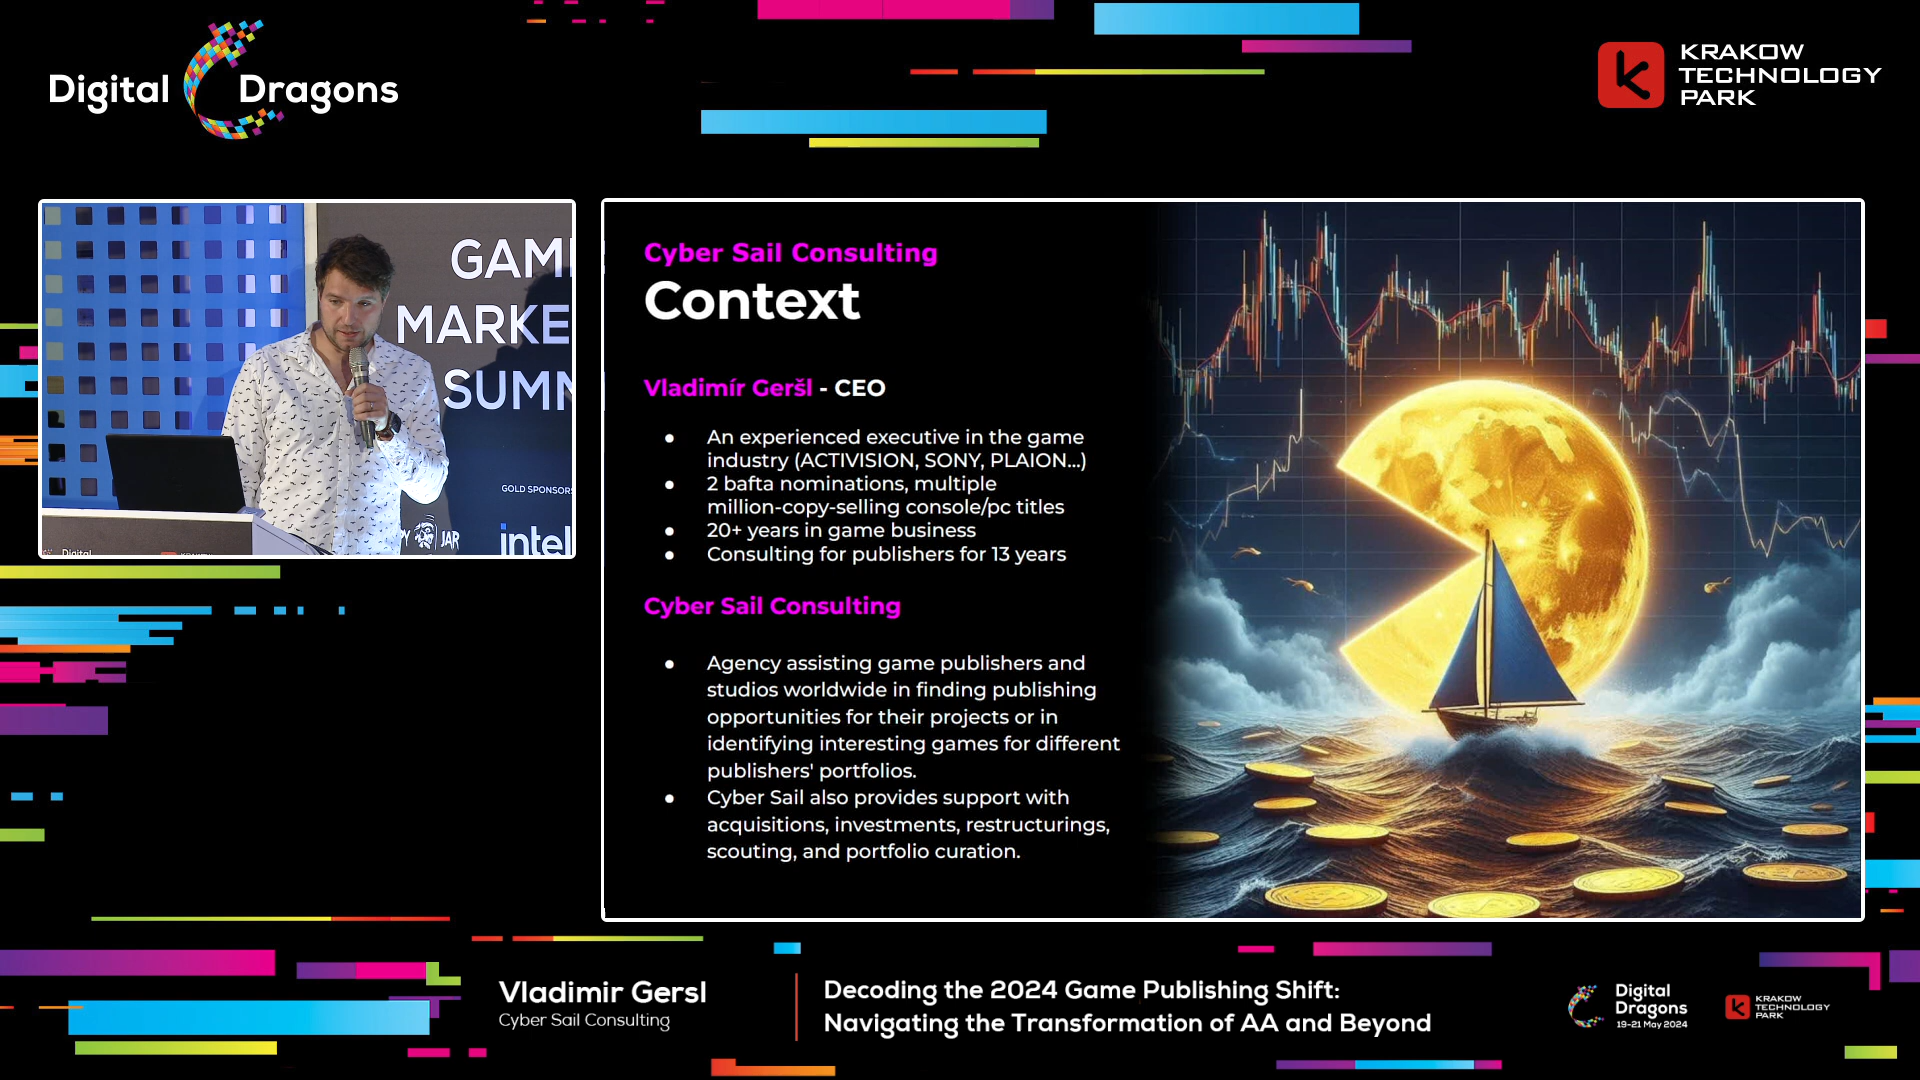 Digital Dragons
KRAKOW
TECHNOLOGY
PARK
GAM
MARKE
SUMM
GOLD SPONSORS
JAR
intel
Digital
Cyber Sail Consulting
Context
Vladimír Geršl - CEO
● An experienced executive in the game
industry (ACTIVISION, SONY, PLAION...)
● 2 bafta nominations, multiple
million-copy-selling console/pc titles
● 20+ years in game business
● Consulting for publishers for 13 years
Cyber Sail Consulting
● Agency assisting game publishers and
studios worldwide in finding publishing
opportunities for their projects or in
identifying interesting games for different
publishers' portfolios.
● Cyber Sail also provides support with
acquisitions, investments, restructurings,
scouting, and portfolio curation.
Vladimir Gersl
Cyber Sail Consulting
Decoding the 2024 Game Publishing Shift:
Navigating the Transformation of AA and Beyond
Digital
Dragons
19-21 May 2024
KRAKOW
TECHNOLOGY
PARK